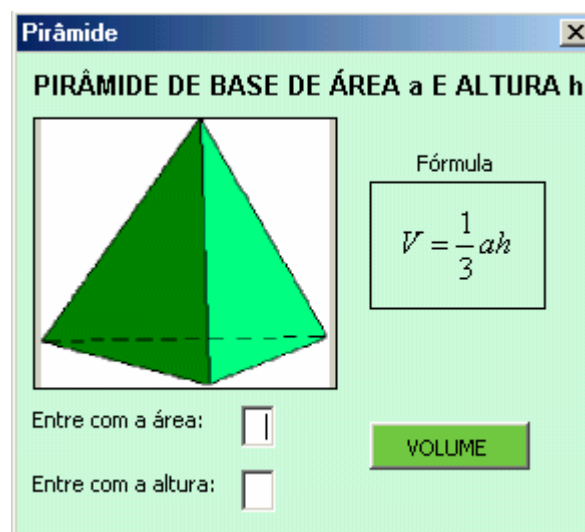 Pirâmide
PIRÂMIDE DE BASE DE ÁREA a E ALTURA h
Fórmula
V = 1/3 ah
Entre com a área:
VOLUME
Entre com a altura: